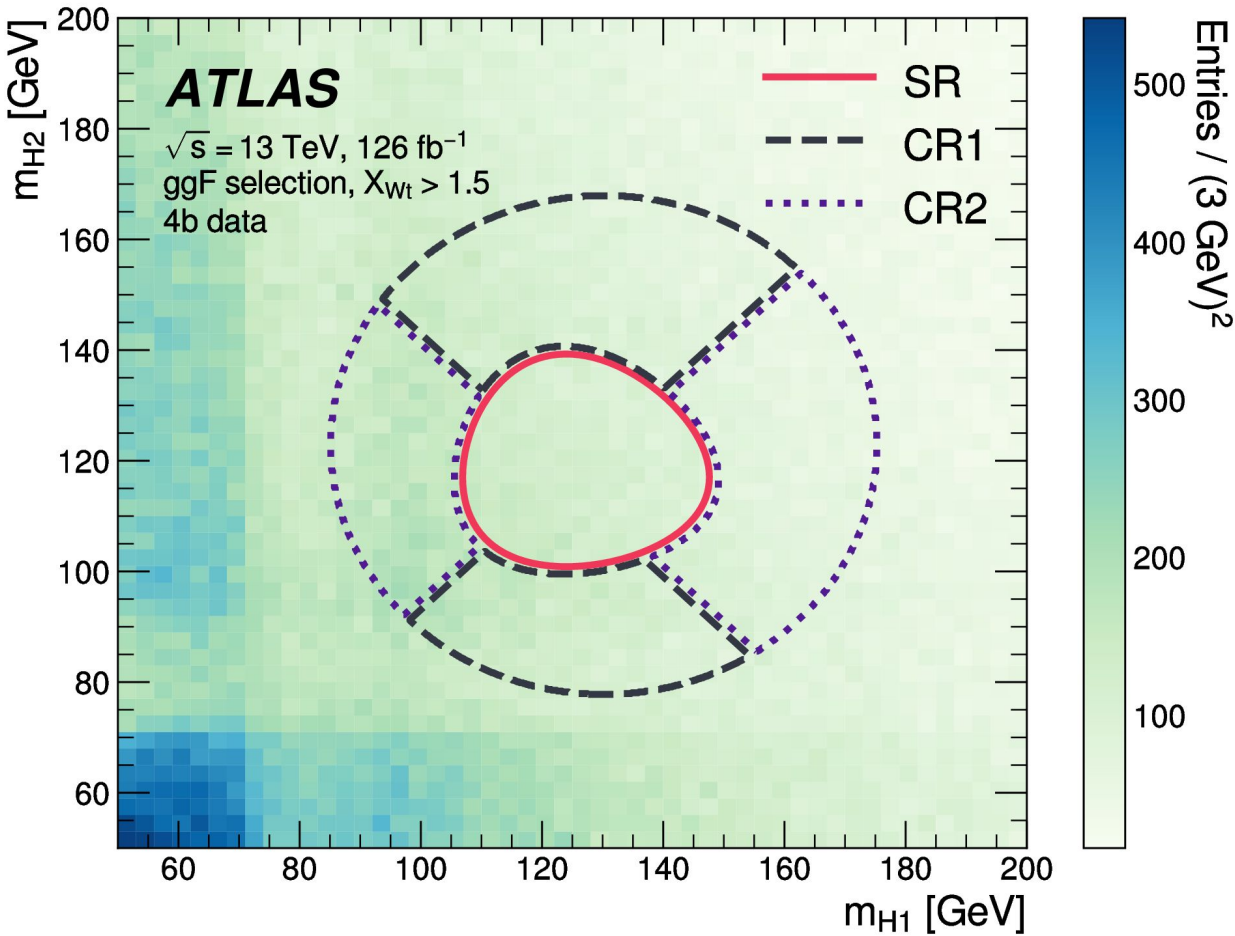 ATLAS
√s = 13 TeV, 126 fb⁻¹
ggF selection, X_Wt > 1.5
4b data
SR
CR1
CR2
m_H2 [GeV]
200
180
160
140
120
100
80
60
60
80
100
120
140
160
180
200
m_H1 [GeV]
500
400
300
200
100
Entries / (3 GeV)²